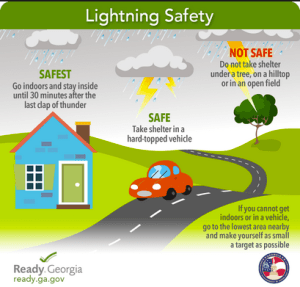 Lightning Safety
SAFEST
Go indoors and stay inside
until 30 minutes after the
last clap of thunder
SAFE
Take shelter in a
hard-topped vehicle
NOT SAFE
Do not take shelter
under a tree, on a hilltop
or in an open field
If you cannot get
indoors or in a vehicle,
go to the lowest area nearby
and make yourself as small
a target as possible
Ready Georgia
ready.ga.gov